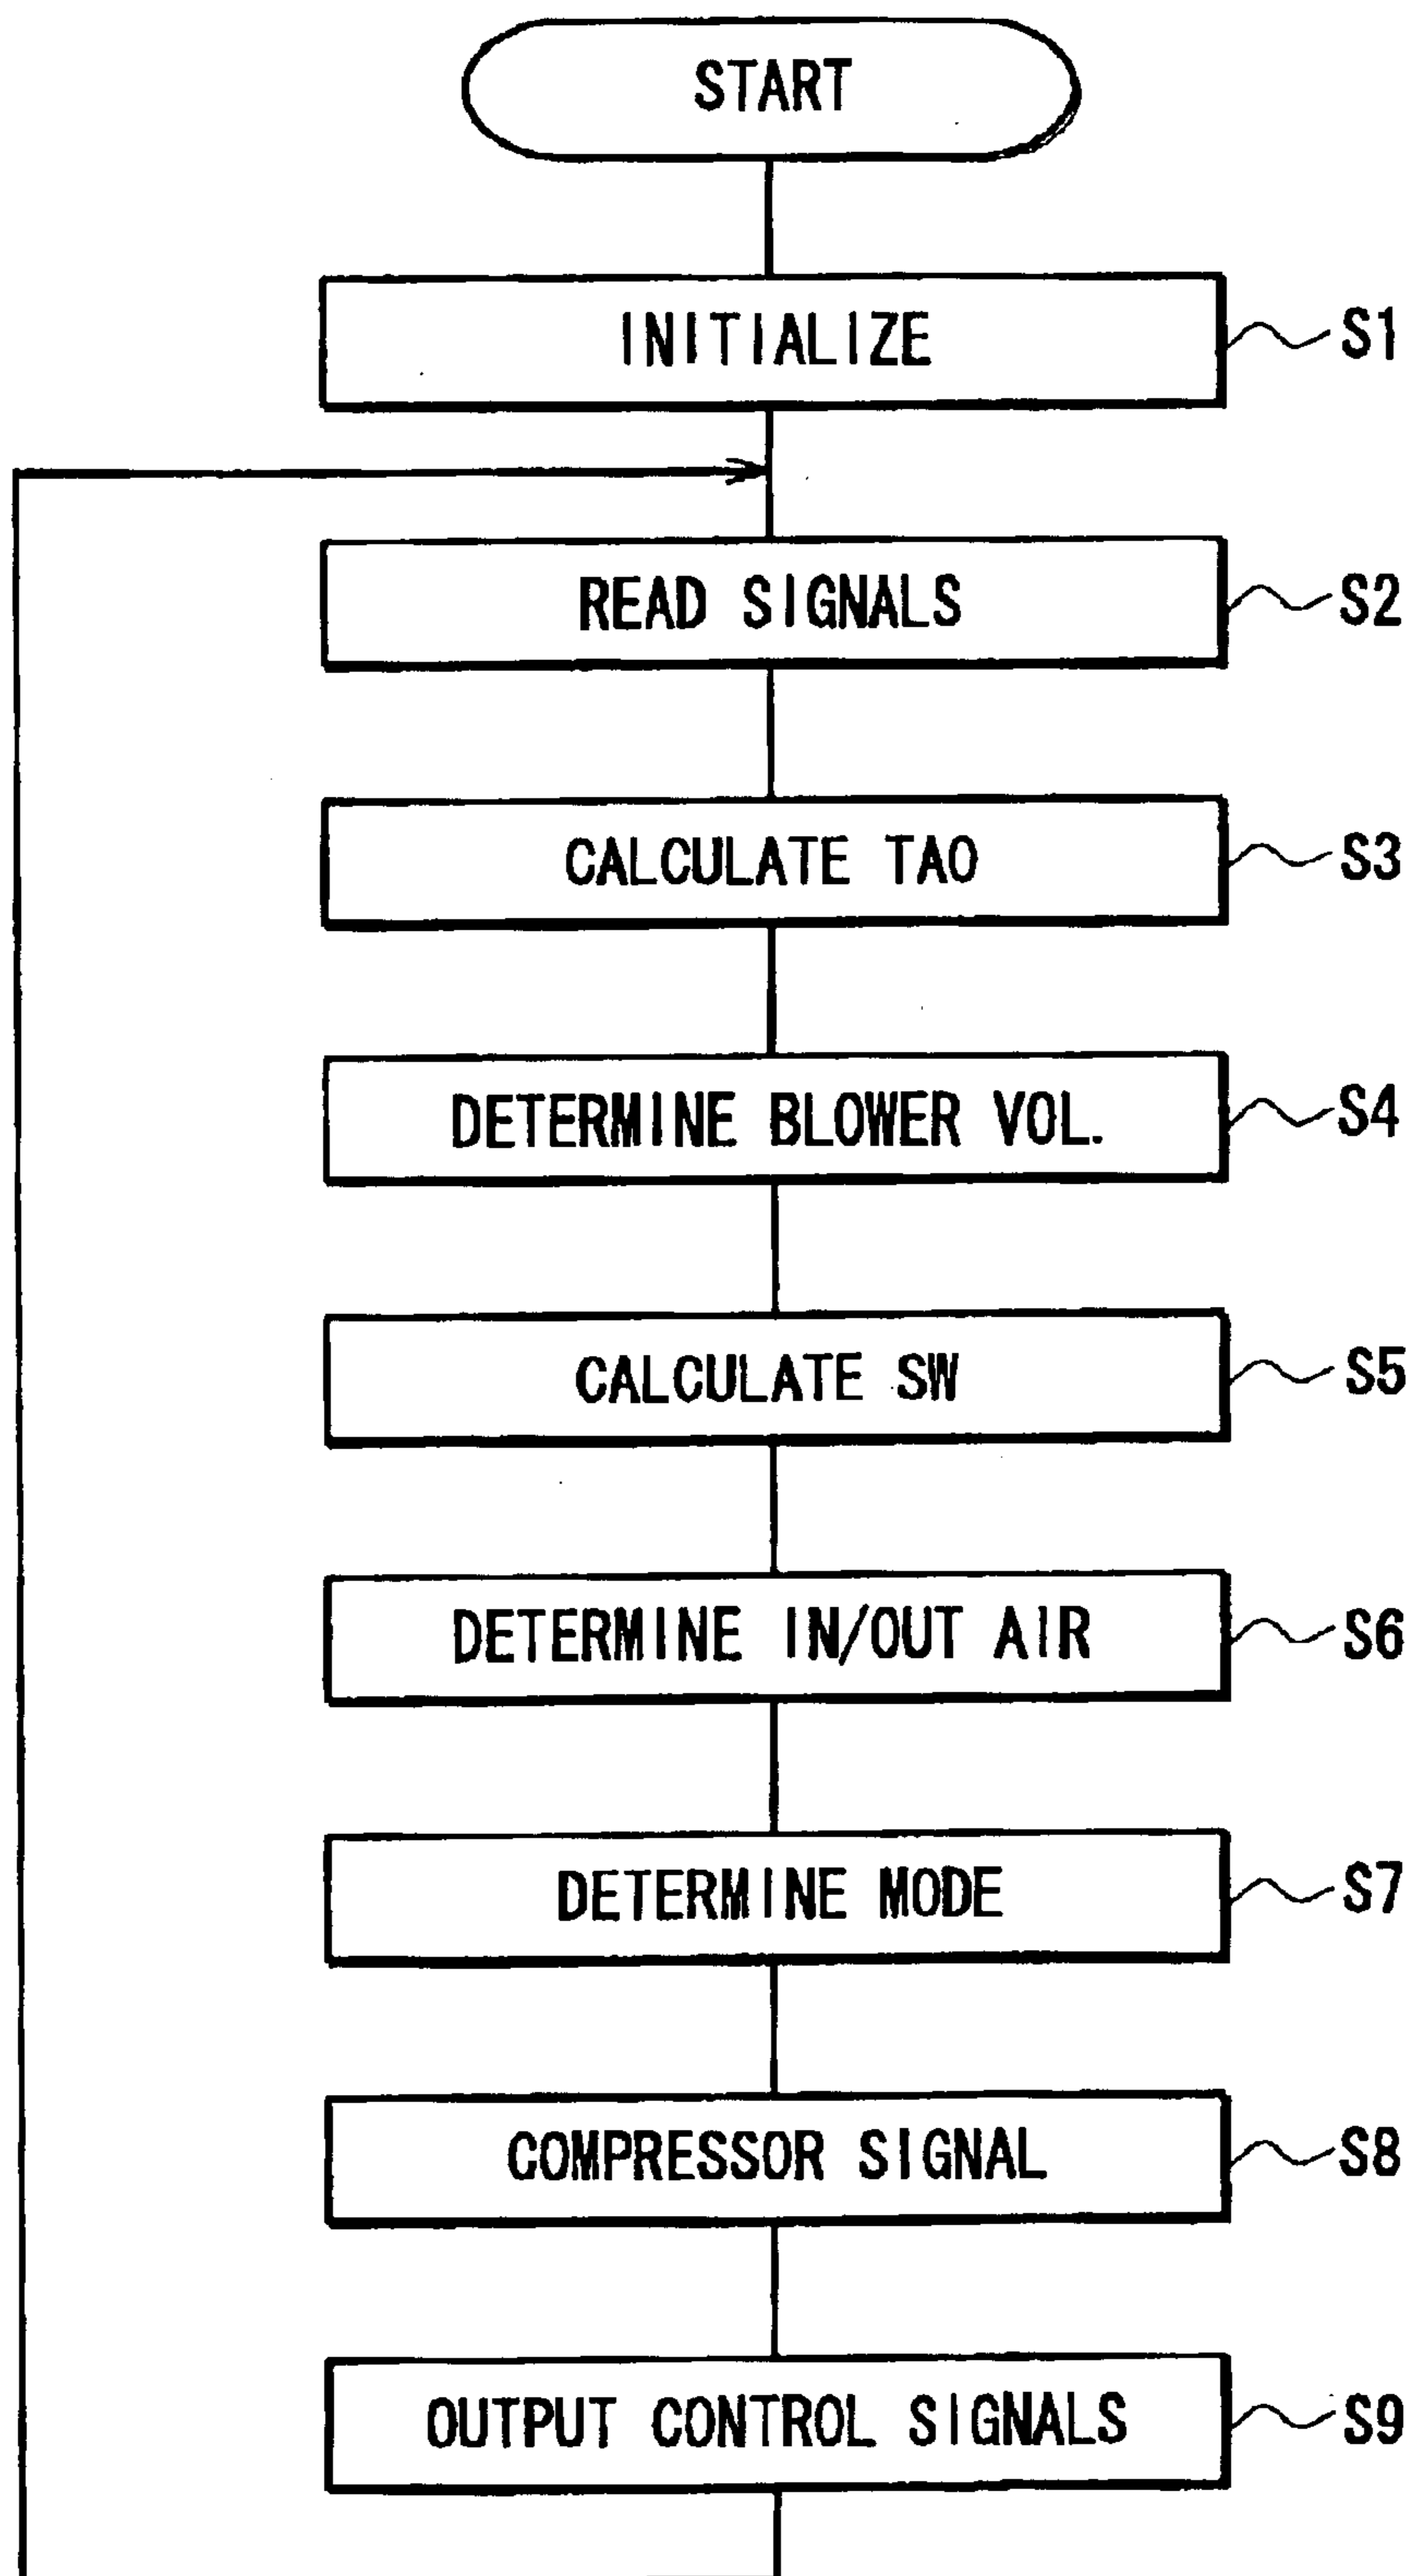 START
INITIALIZE S1
READ SIGNALS S2
CALCULATE TAO S3
DETERMINE BLOWER VOL. S4
CALCULATE SW S5
DETERMINE IN/OUT AIR S6
DETERMINE MODE S7
COMPRESSOR SIGNAL S8
OUTPUT CONTROL SIGNALS S9